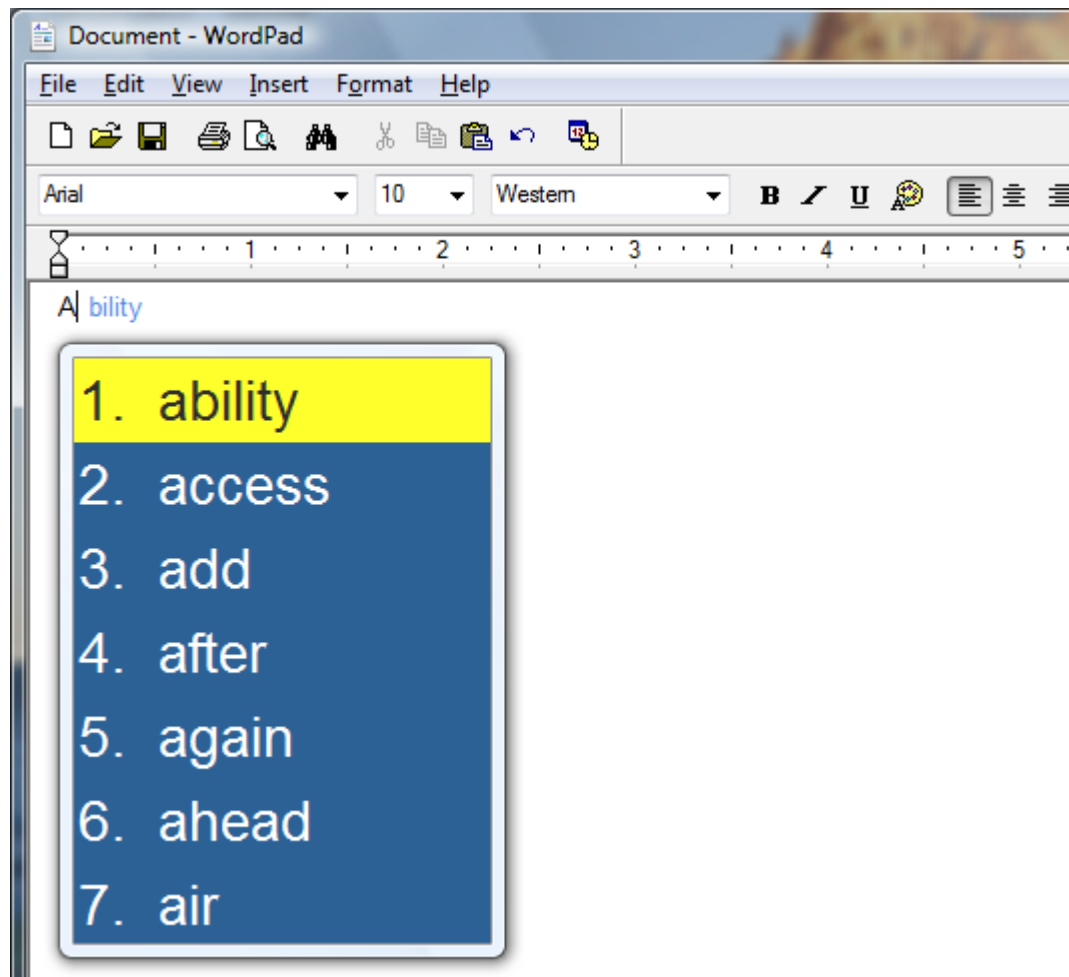 Document - WordPad
File Edit View Insert Format Help
Arial 10 Western B I U
1 2 3 4 5
A bility
1. ability
2. access
3. add
4. after
5. again
6. ahead
7. air